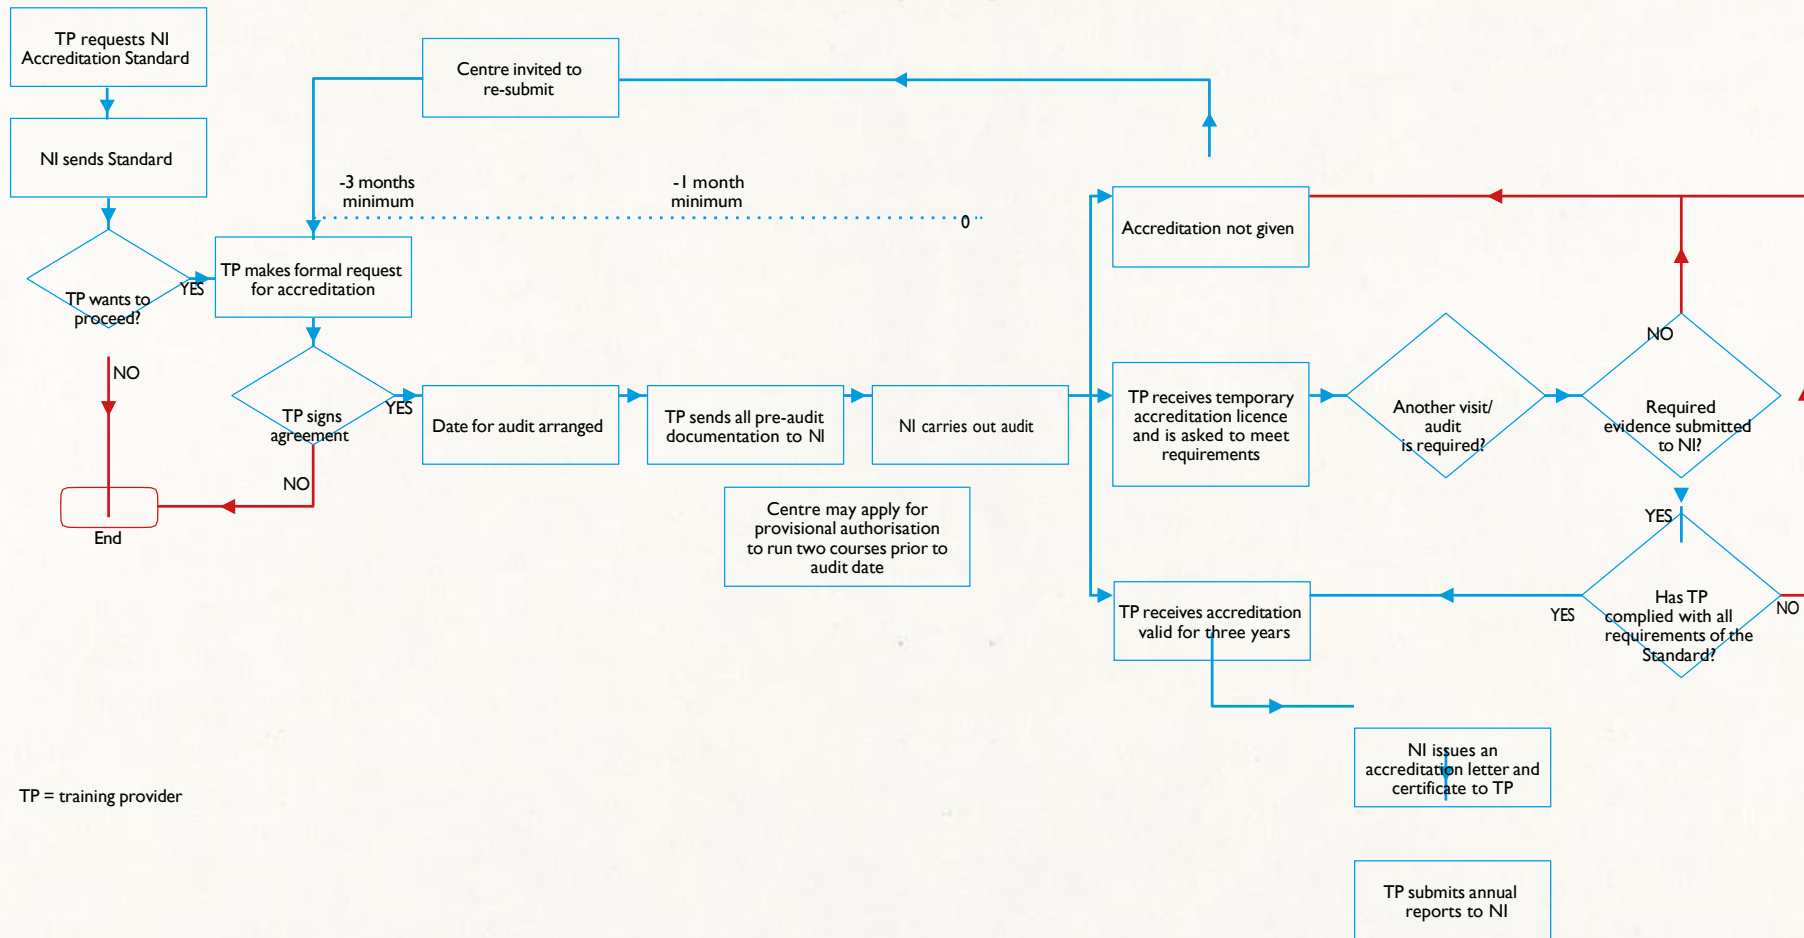 TP requests NI
Accreditation Standard
NI sends Standard
TP wants to
proceed?
YES
NO
End
Centre invited to
re-submit
-3 months
minimum
-1 month
minimum
0
TP makes formal request
for accreditation
TP signs
agreement
YES
NO
Date for audit arranged
TP sends all pre-audit
documentation to NI
NI carries out audit
Centre may apply for
provisional authorisation
to run two courses prior to
audit date
Accreditation not given
TP receives temporary
accreditation licence
and is asked to meet
requirements
Another visit/
audit
is required?
NO
Required
evidence submitted
to NI?
YES
Has TP
complied with all
requirements of the
Standard?
YES
NO
TP receives accreditation
valid for three years
NI issues an
accreditation letter and
certificate to TP
TP submits annual
reports to NI
TP = training provider